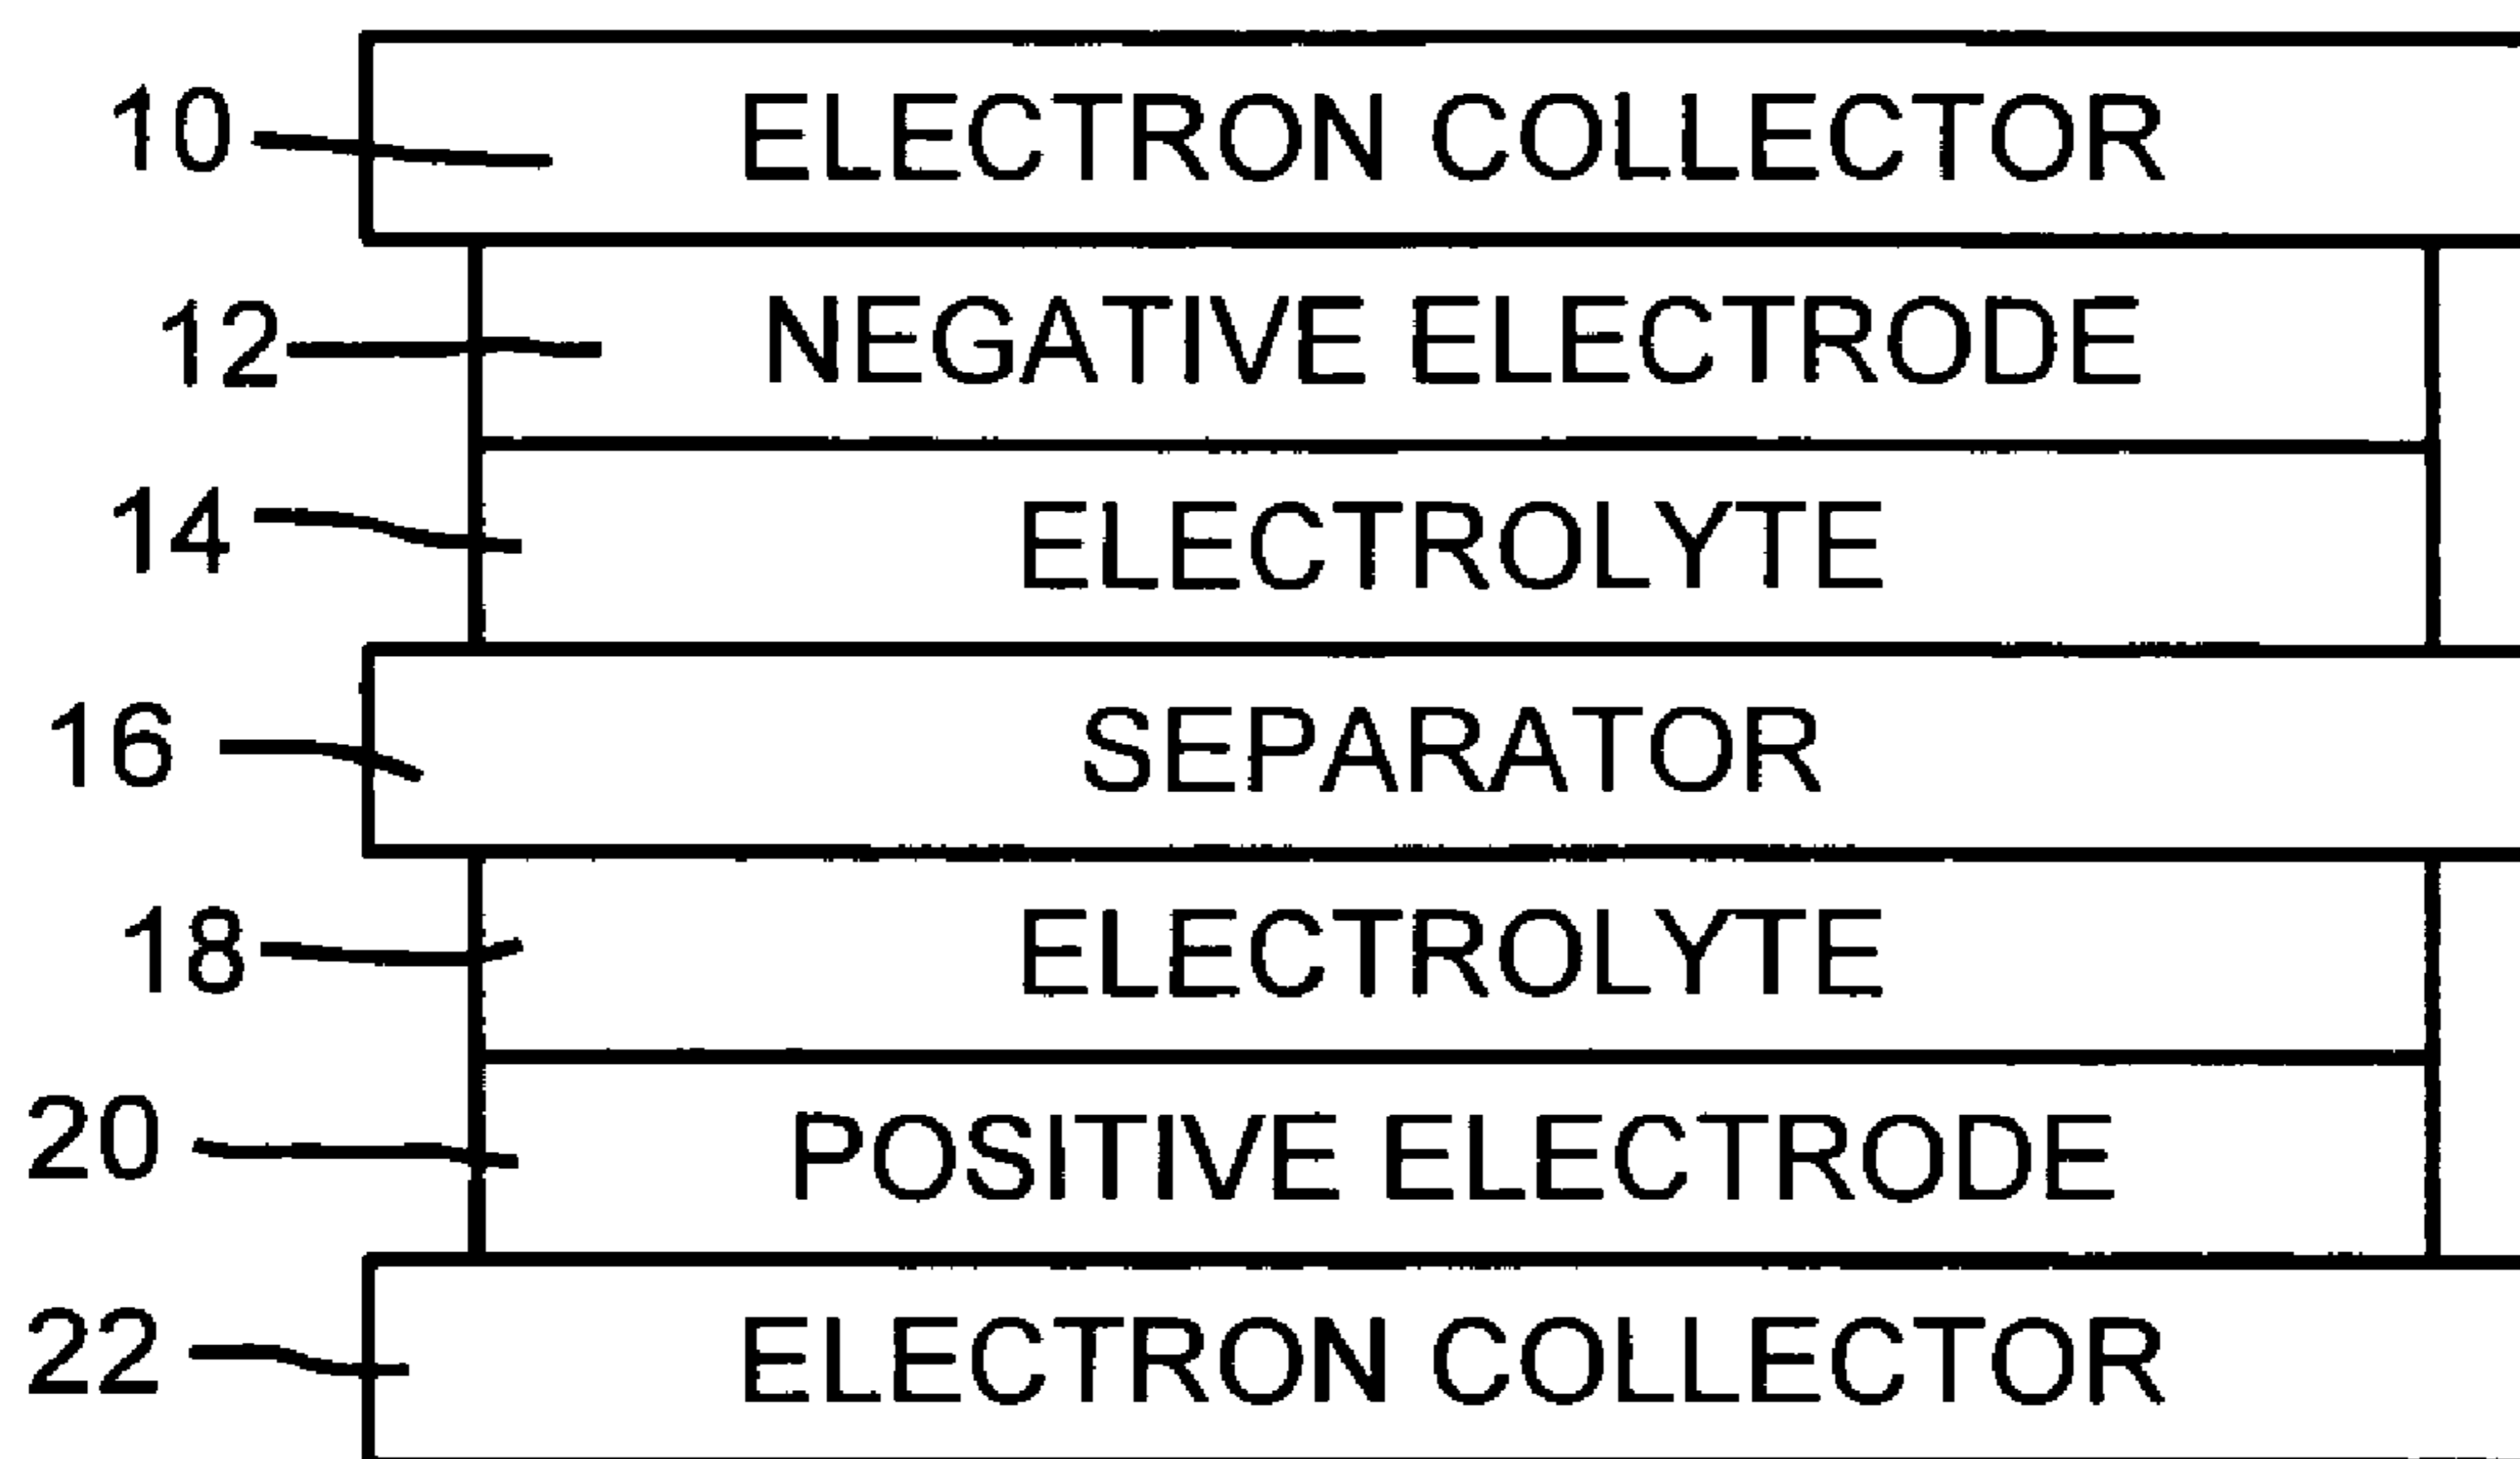 10 ELECTRON COLLECTOR
12 NEGATIVE ELECTRODE
14 ELECTROLYTE
16 SEPARATOR
18 ELECTROLYTE
20 POSITIVE ELECTRODE
22 ELECTRON COLLECTOR